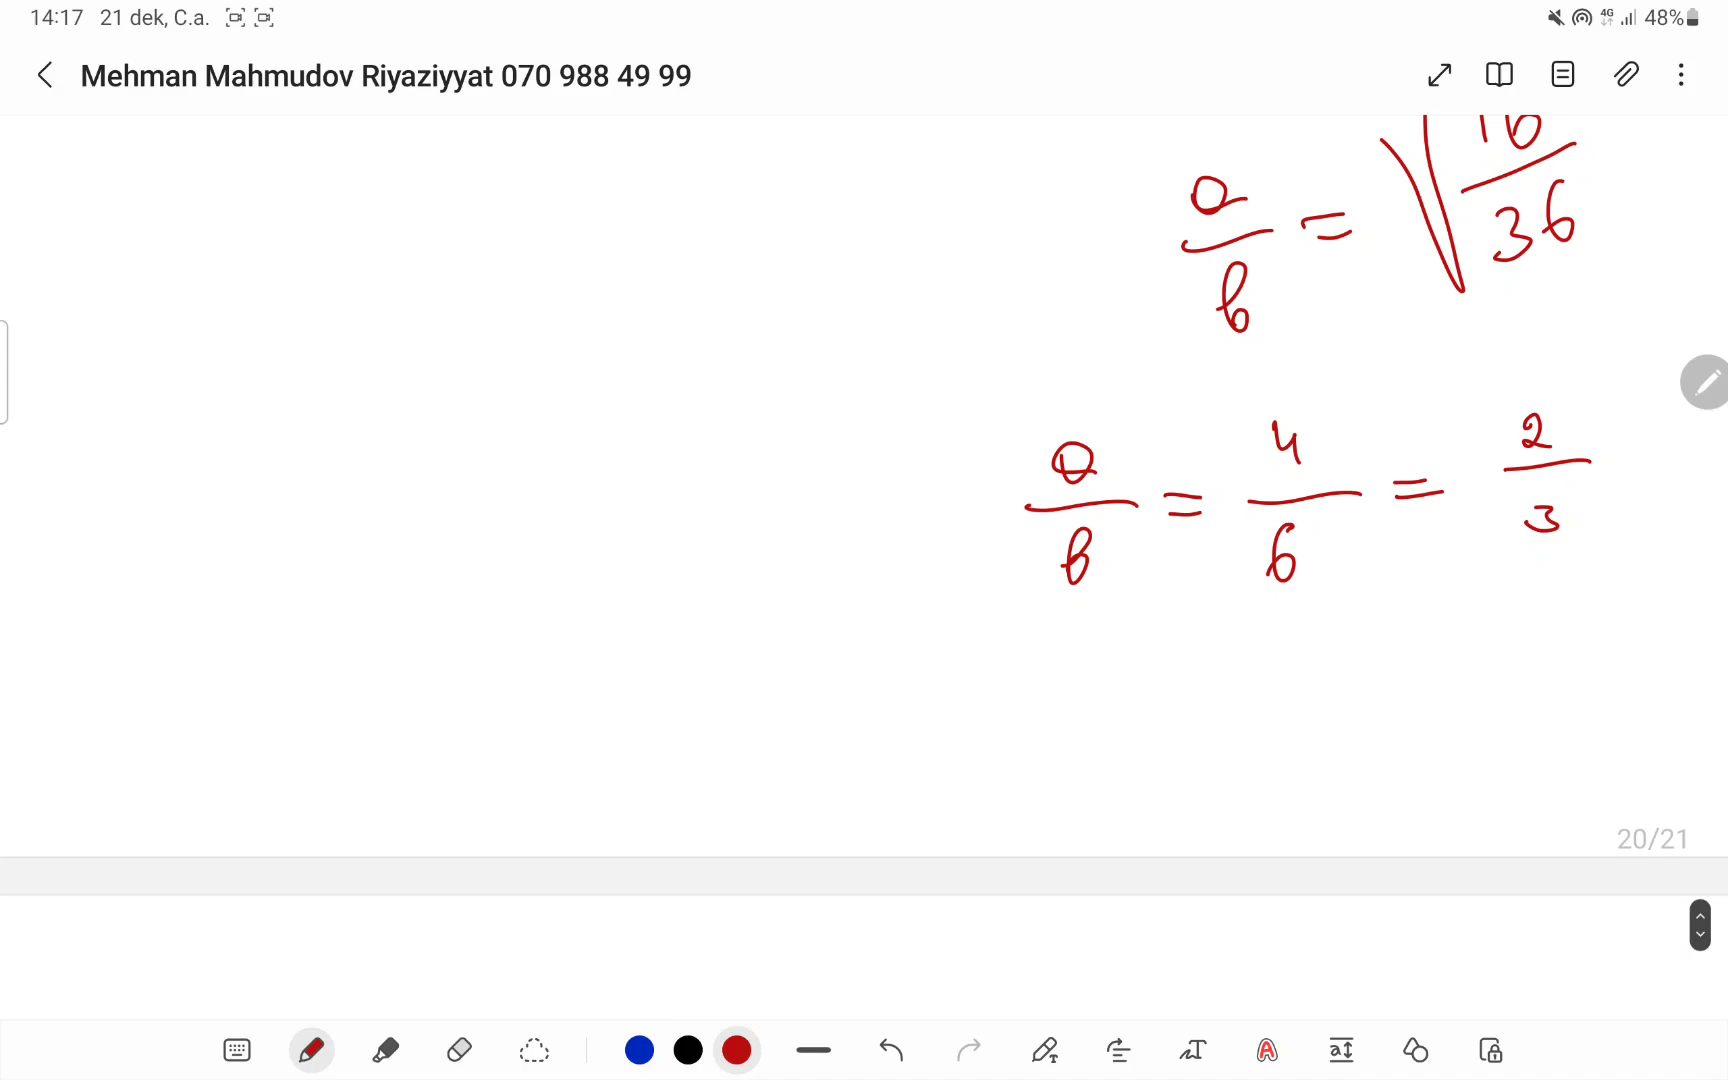 14:17 21 dek, C.a. 4G 48%
Mehman Mahmudov Riyaziyyat 070 988 49 99
a/b = √16/36
a/b = 4/6 = 2/3
20/21